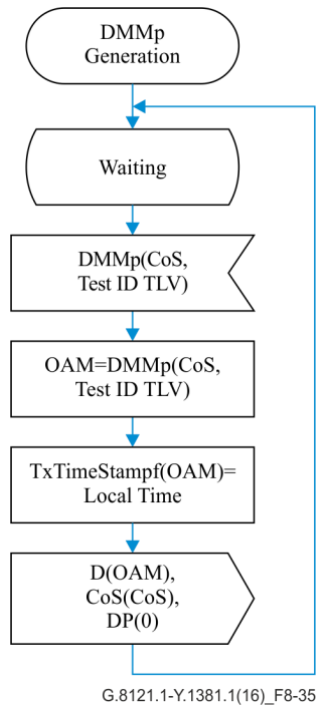 DMMp
Generation
Waiting
DMMp(CoS,
Test ID TLV)
OAM=DMMp(CoS,
Test ID TLV)
TxTimeStampf(OAM)=
Local Time
D(OAM),
CoS(CoS),
DP(0)
G.8121.1-Y.1381.1(16)_F8-35